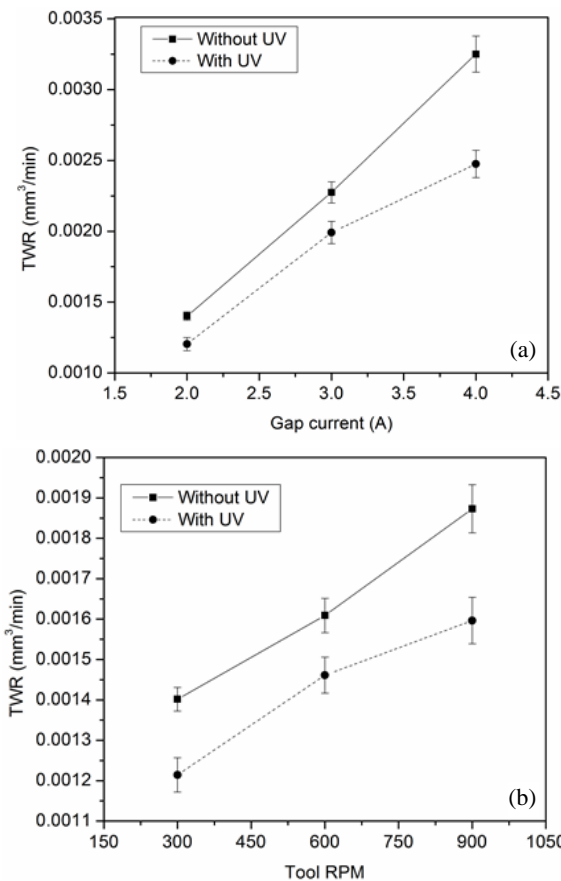 0.0035
0.0030
0.0025
0.0020
0.0015
0.0010
TWR (mm³/min)
Without UV
With UV
(a)
1.5 2.0 2.5 3.0 3.5 4.0 4.5
Gap current (A)
0.0020
0.0019
0.0018
0.0017
0.0016
0.0015
0.0014
0.0013
0.0012
0.0011
TWR (mm³/min)
Without UV
With UV
(b)
150 300 450 600 750 900 1050
Tool RPM